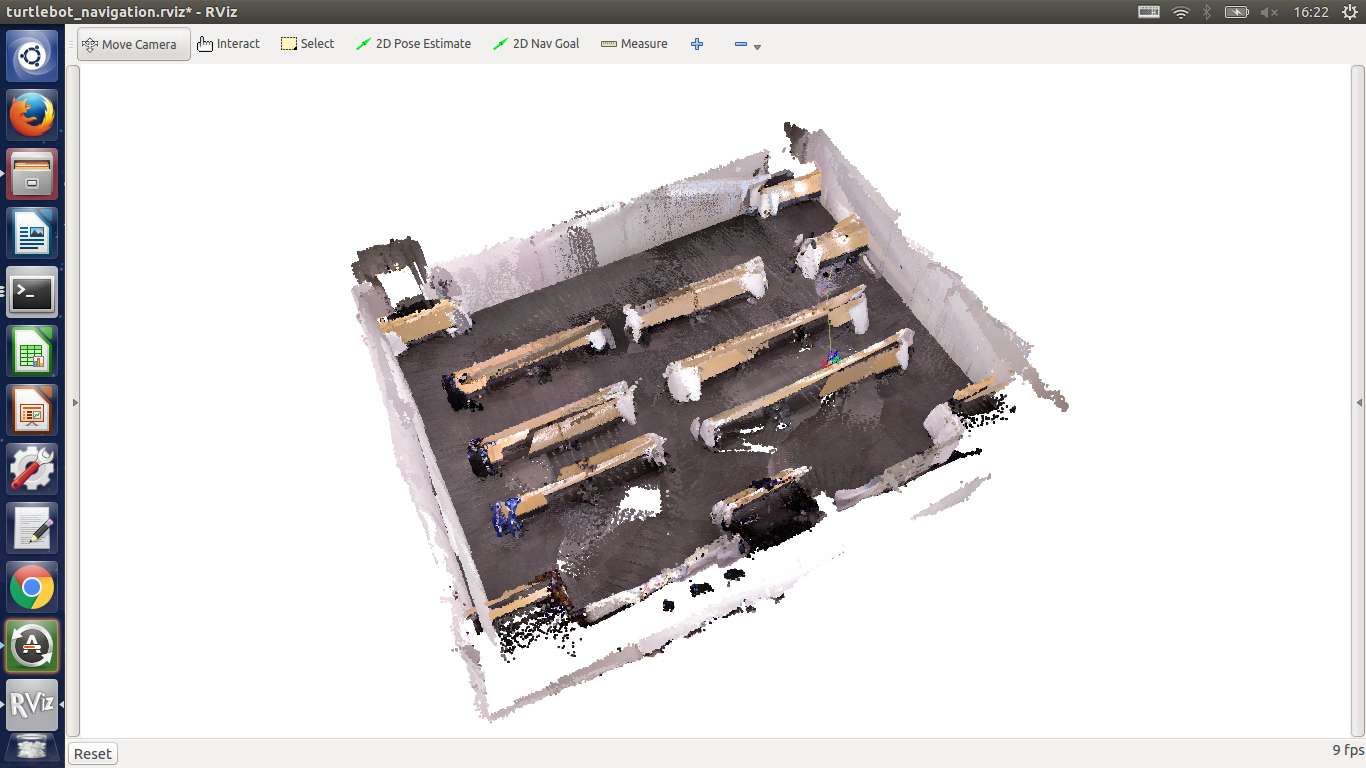 turtlebot_navigation.rviz* - RViz
16:22
Move Camera
Interact
Select
2D Pose Estimate
2D Nav Goal
Measure
>_
A
RViz
Reset
9 fps